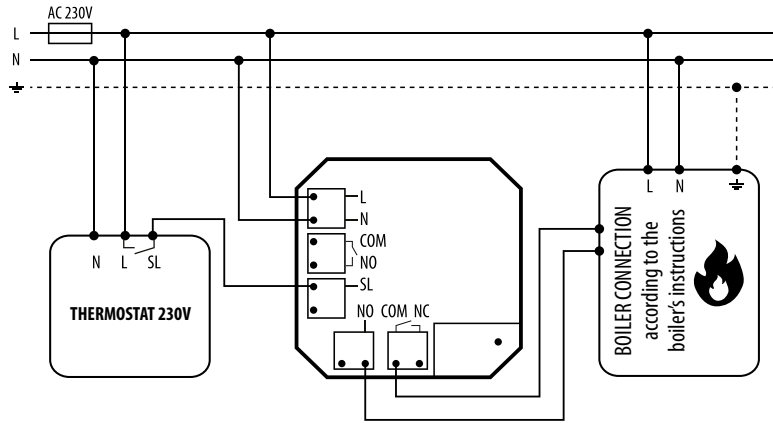 AC 230V
L
N
L
N
COM
NO
SL
NO COM NC
N L SL
THERMOSTAT 230V
L N
BOILER CONNECTION
according to the
boiler's instructions